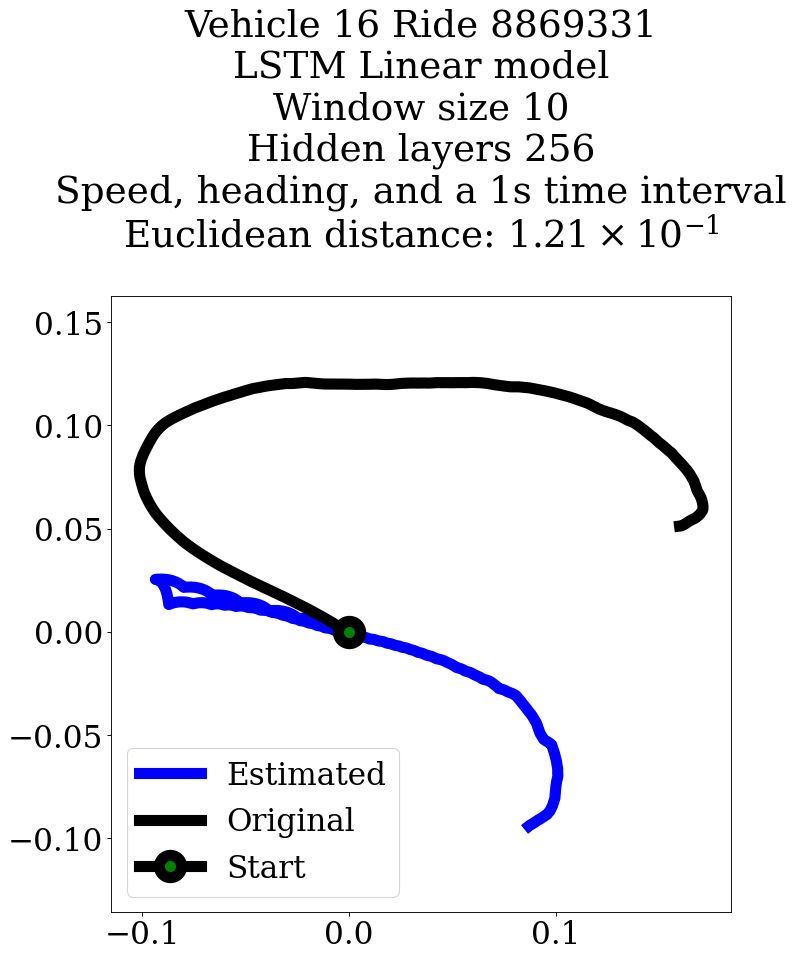 Vehicle 16 Ride 8869331
LSTM Linear model
Window size 10
Hidden layers 256
Speed, heading, and a 1s time interval
Euclidean distance: 1.21 × 10⁻¹
0.15
0.10
0.05
0.00
−0.05
−0.10
Estimated
Original
Start
−0.1
0.0
0.1